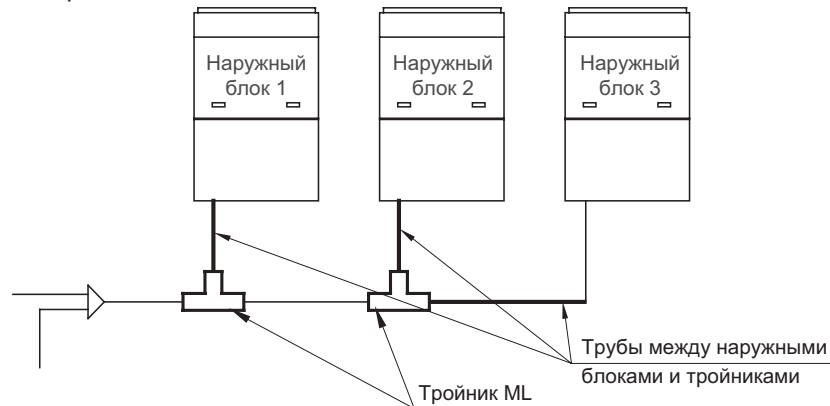 Наружный
блок 1
Наружный
блок 2
Наружный
блок 3
Трубы между наружными
блоками и тройниками
Тройник ML